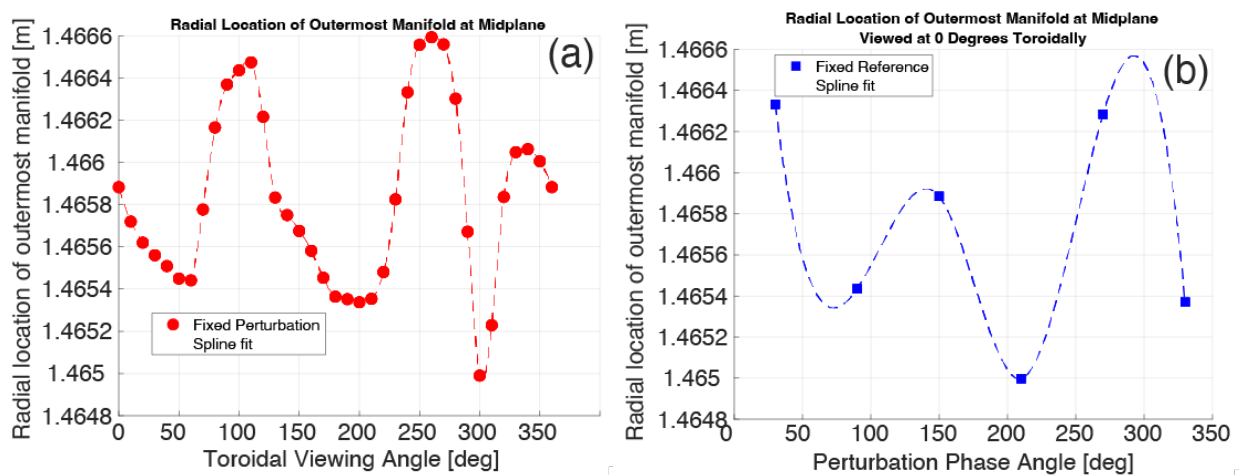 Radial Location of Outermost Manifold at Midplane
(a)
Radial location of outermost manifold [m]
1.4666
1.4664
1.4662
1.466
1.4658
1.4656
1.4654
1.4652
1.465
1.4648
Fixed Perturbation
Spline fit
0
50
100
150
200
250
300
350
Toroidal Viewing Angle [deg]
Radial Location of Outermost Manifold at Midplane
Viewed at 0 Degrees Toroidally
(b)
Radial location of outermost manifold [m]
1.4666
1.4664
1.4662
1.466
1.4658
1.4656
1.4654
1.4652
1.465
1.4648
Fixed Reference
Spline fit
0
50
100
150
200
250
300
350
Perturbation Phase Angle [deg]